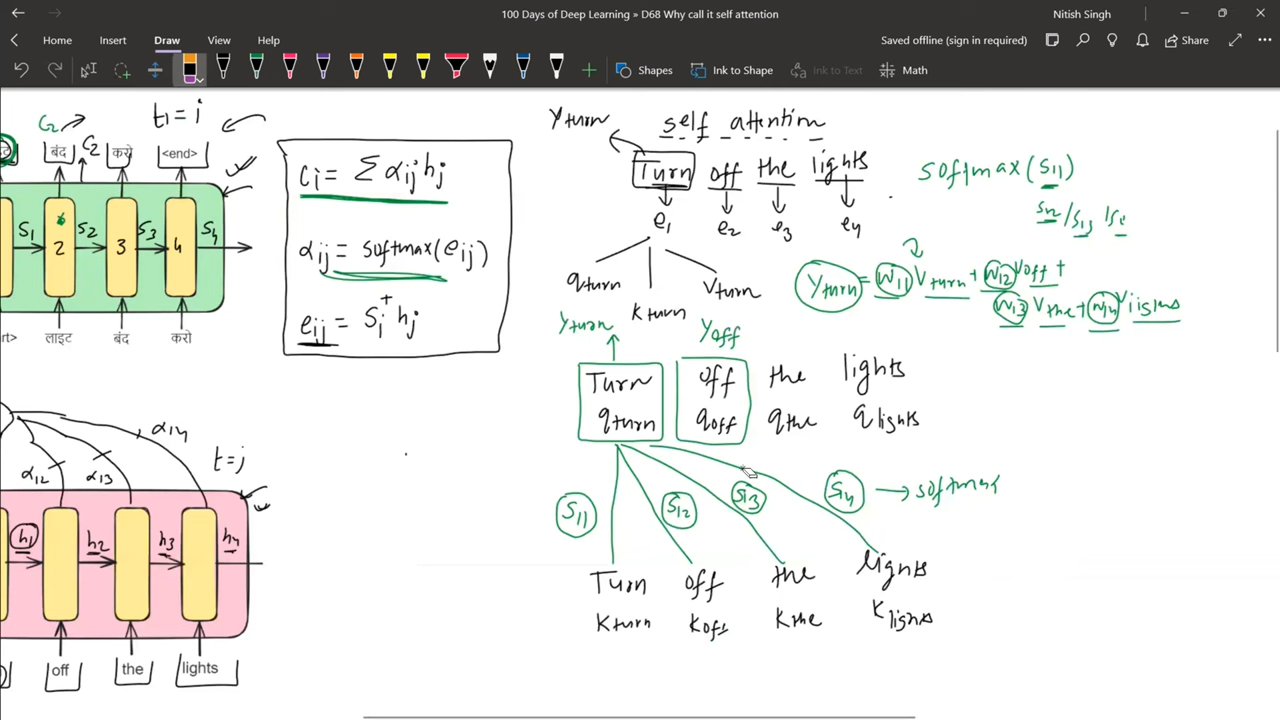 100 Days of Deep Learning » D68 Why call it self attention
Nitish Singh
Home Insert Draw View Help
Saved offline (sign in required)
Share
Shapes
Ink to Shape
Ink to Text
Math
C2
t1 = i
C2
बंद
करो
<end>
S1
2
S2
3
S3
4
S4
लाइट
बंद
करो
Ci = Σ αij hj
αij = softmax(eij)
eij = Si^T hj
α12
α13
α14
t = j
h1
h2
h3
h4
off
the
lights
self attention
Yturn
Turn off the lights
e1 e2 e3 e4
qturn
kturn
Vturn
softmax(S11)
S12/S13
Yturn = W11 Vturn + W12 Voff +
W13 Vthe + W14 Vlights
Yturn
Yoff
Turn off the lights
qturn qoff qthe qlights
S11 S12 S13 S14 → softmax
Turn off the lights
Kturn Koff Kthe Klights